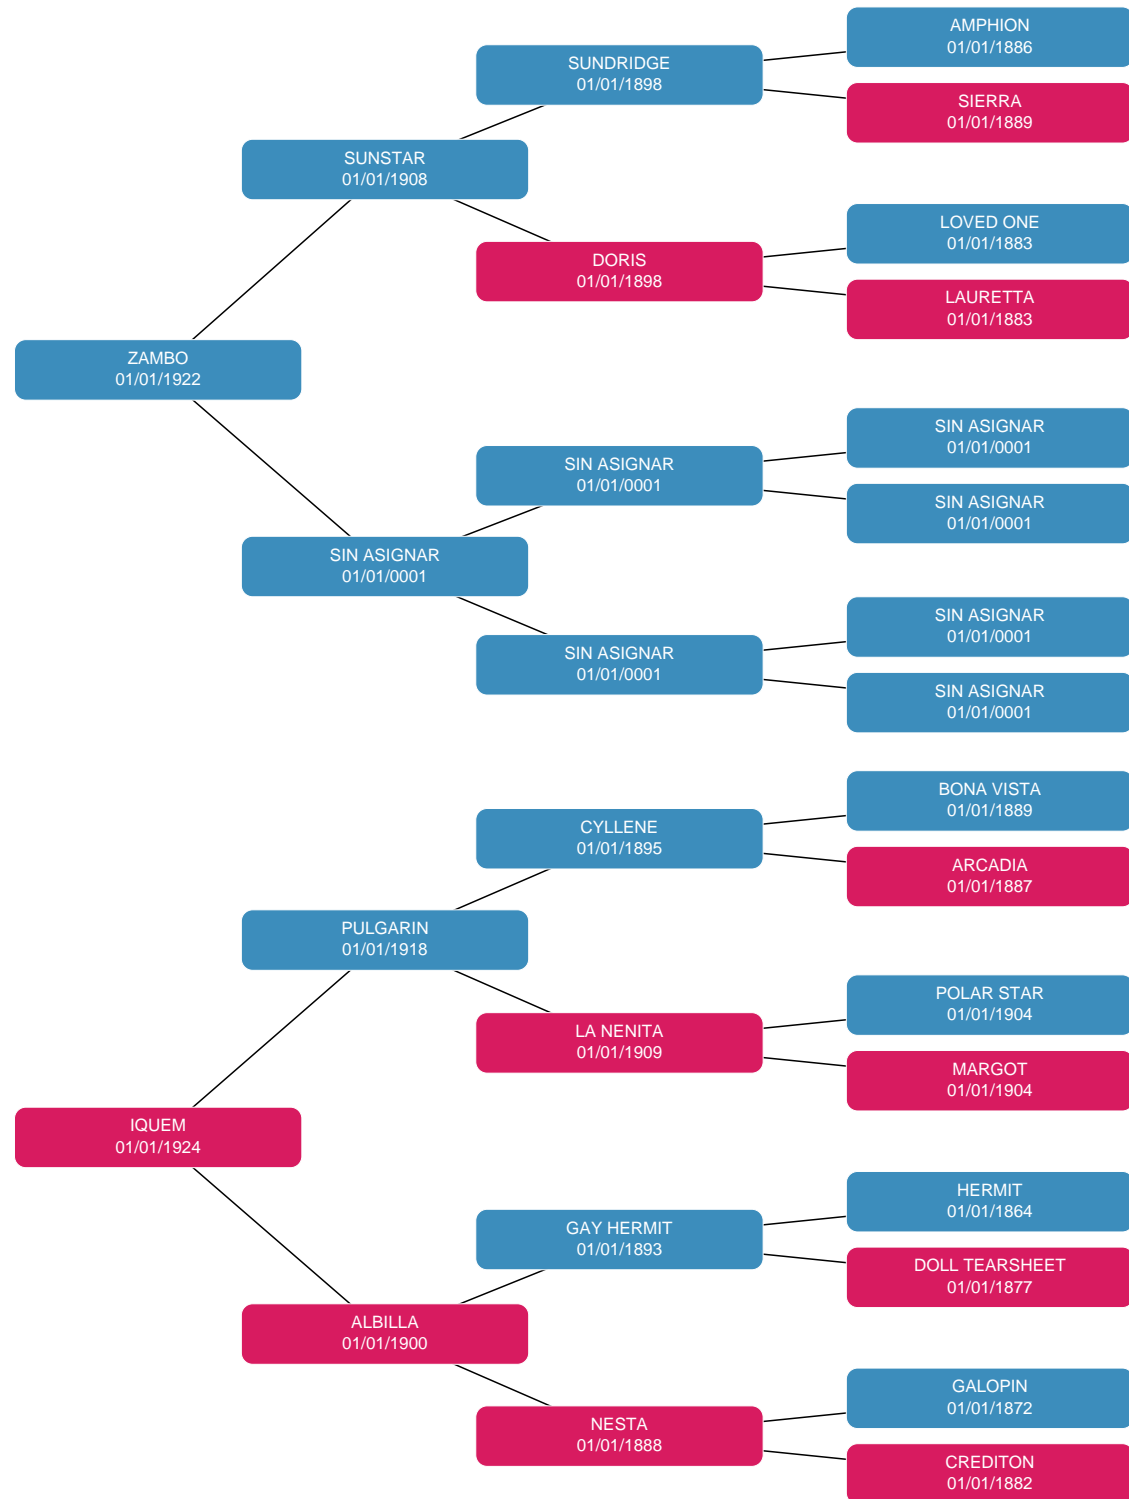 AMPHION
01/01/1886
SUNDRIDGE
01/01/1898
SIERRA
01/01/1889
SUNSTAR
01/01/1908
LOVED ONE
01/01/1883
DORIS
01/01/1898
LAURETTA
01/01/1883
ZAMBO
01/01/1922
SIN ASIGNAR
01/01/0001
SIN ASIGNAR
01/01/0001
SIN ASIGNAR
01/01/0001
SIN ASIGNAR
01/01/0001
SIN ASIGNAR
01/01/0001
SIN ASIGNAR
01/01/0001
SIN ASIGNAR
01/01/0001
BONA VISTA
01/01/1889
CYLLENE
01/01/1895
ARCADIA
01/01/1887
PULGARIN
01/01/1918
POLAR STAR
01/01/1904
LA NENITA
01/01/1909
MARGOT
01/01/1904
IQUEM
01/01/1924
HERMIT
01/01/1864
GAY HERMIT
01/01/1893
DOLL TEARSHEET
01/01/1877
ALBILLA
01/01/1900
GALOPIN
01/01/1872
NESTA
01/01/1888
CREDITON
01/01/1882